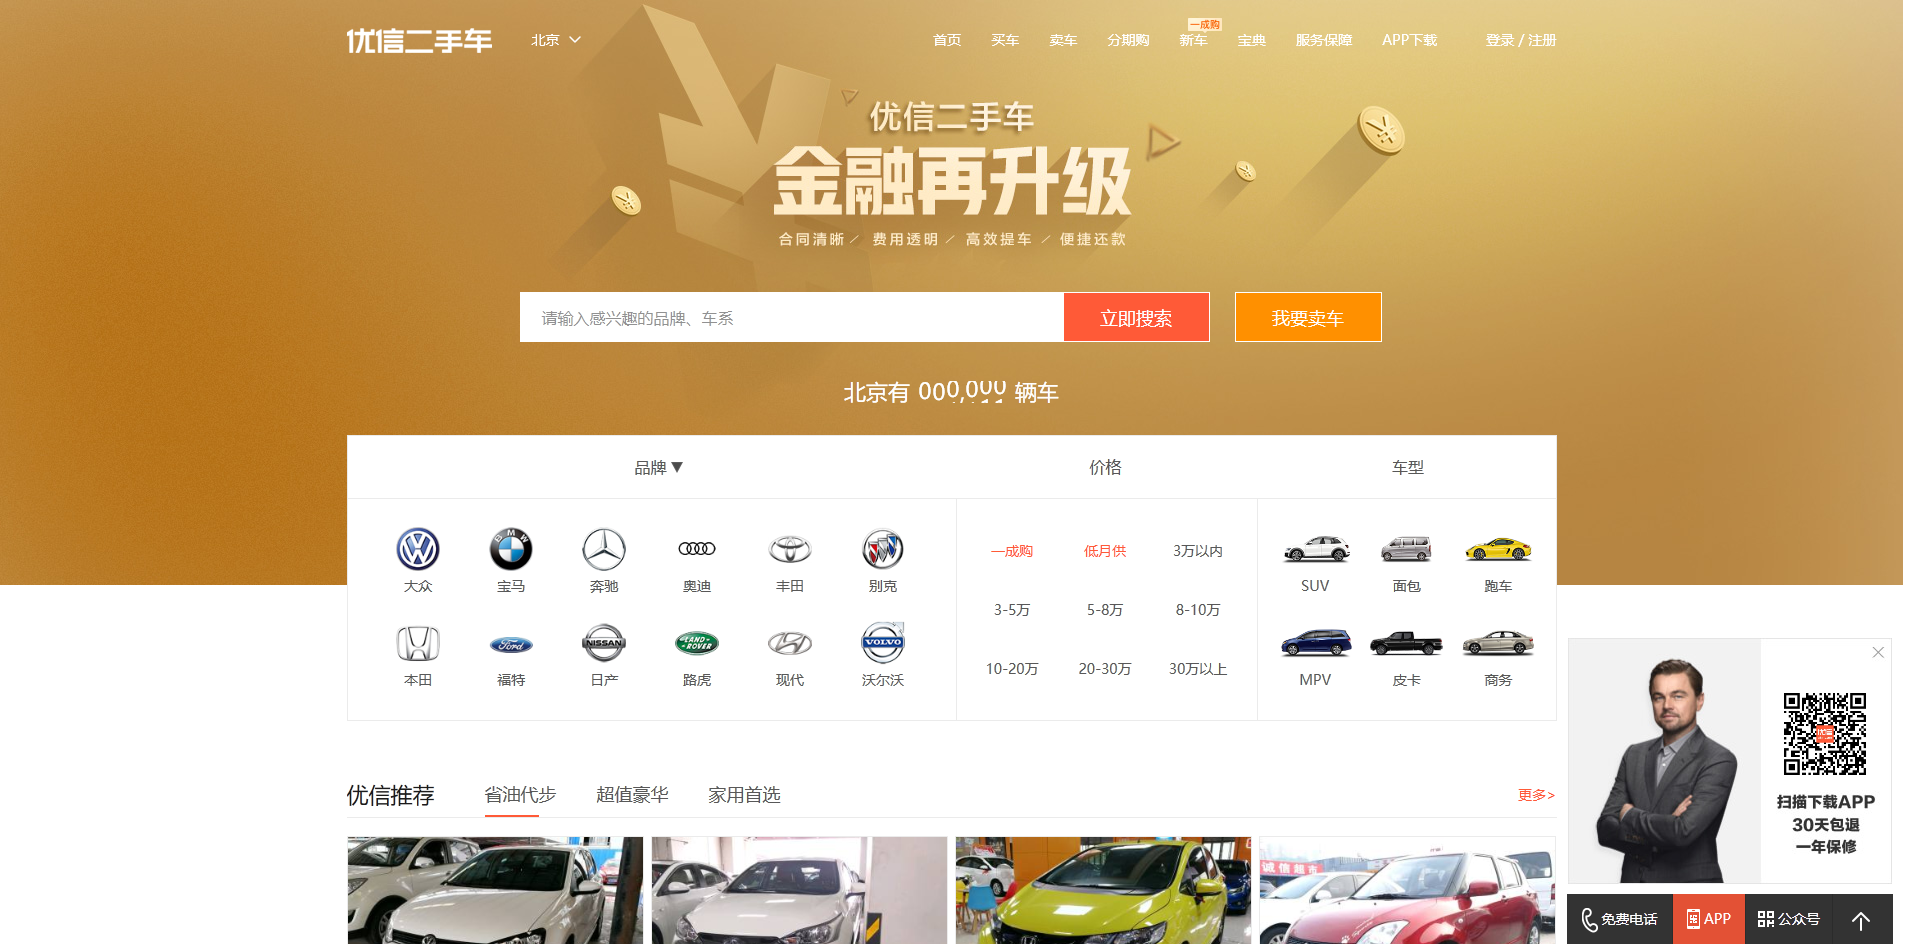 优信二手车
北京
首页 买车 卖车 分期购 新车 宝典 服务保障 APP下载 登录 / 注册
一成购
优信二手车
金融再升级
合同清晰 / 费用透明 / 高效提车 / 便捷还款
请输入感兴趣的品牌、车系
立即搜索
我要卖车
北京有 辆车
品牌▼ 价格 车型
大众 宝马 奔驰 奥迪 丰田 别克
一成购 低月供 3万以内
SUV 面包 跑车
3-5万 5-8万 8-10万
本田 福特 日产 路虎 现代 沃尔沃
10-20万 20-30万 30万以上
MPV 皮卡 商务
BMW
Ford
NISSAN
LAND ROVER
VOLVO
扫描下载APP
30天包退
一年保修
优信推荐 省油代步 超值豪华 家用首选 更多>
诚信超市
免费电话 APP 公众号